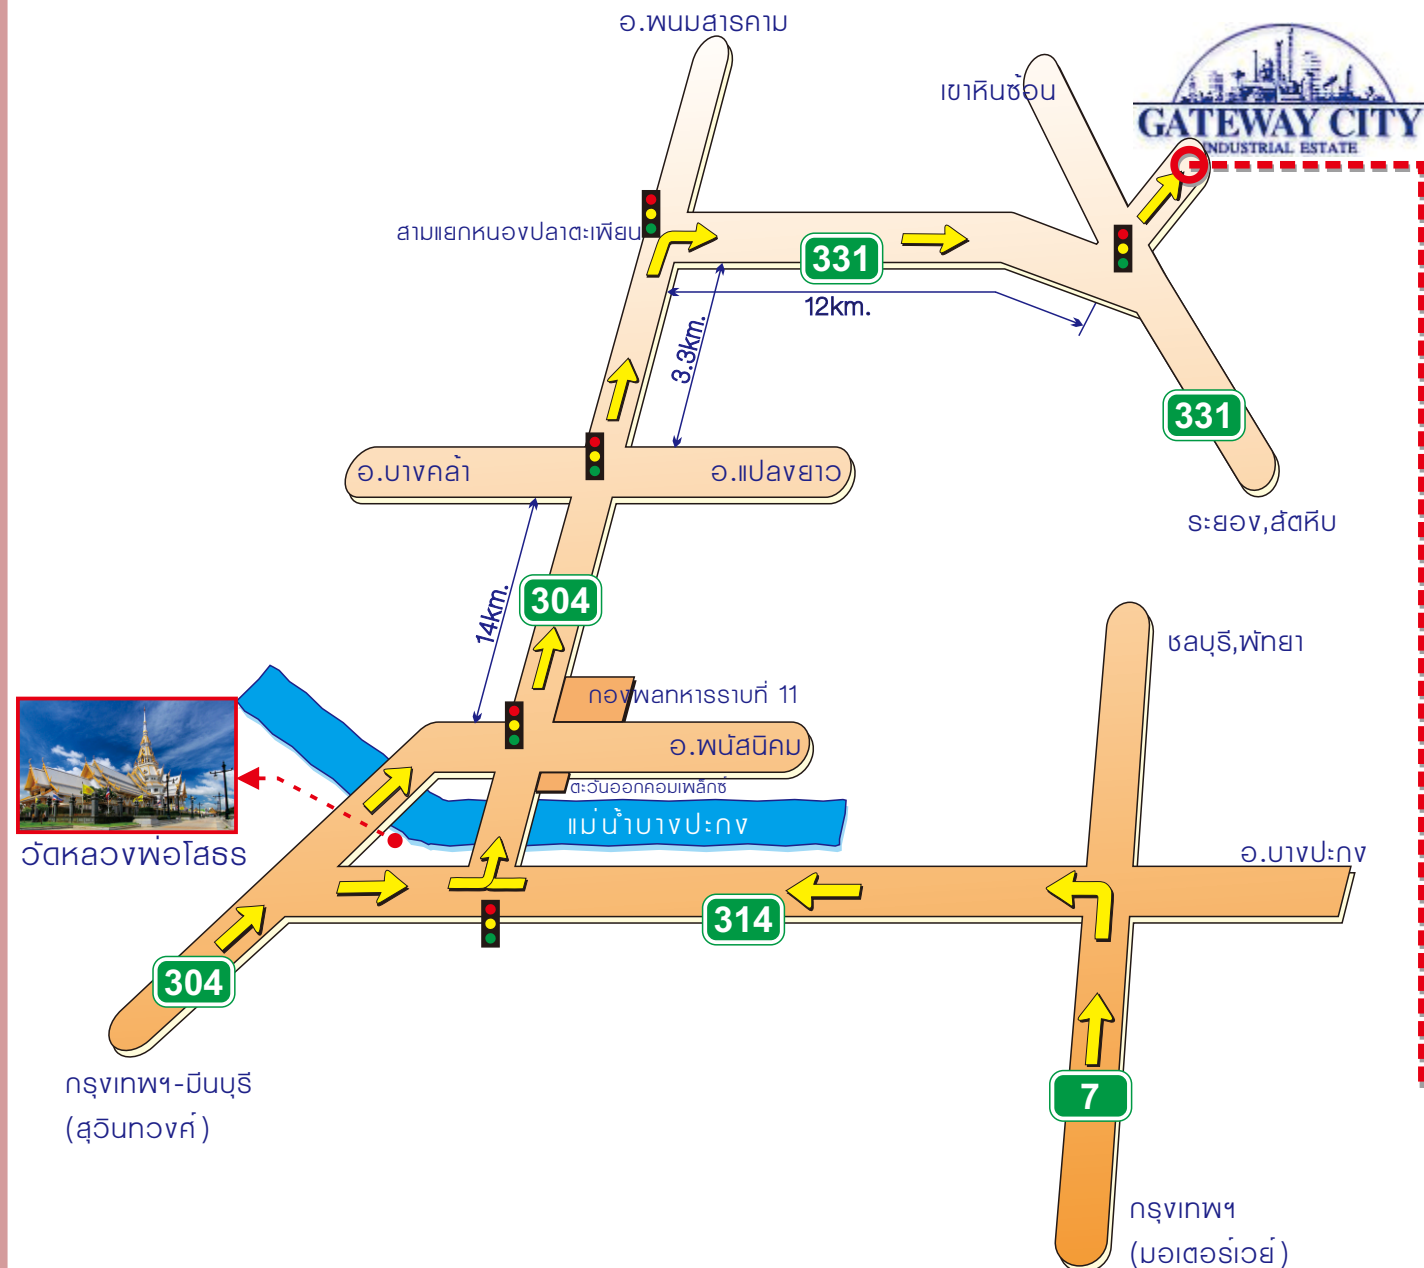 อ.พนมสารคาม
เขาหินซ้อน
GATEWAY CITY
INDUSTRIAL ESTATE
สามแยกหนองปลาตะเพียน
331
12km.
3.3km.
331
อ.บางคล้า
อ.แปลงยาว
ระยอง,สัตหีบ
304
14km.
ชลบุรี,พัทยา
กองพลทหารราบที่ 11
อ.พนัสนิคม
ตะวันออกคอมเพล็กซ์
แม่น้ำบางปะกง
วัดหลวงพ่อโสธร
อ.บางปะกง
314
304
กรุงเทพฯ-มีนบุรี
(สุวินทวงศ์)
7
กรุงเทพฯ
(มอเตอร์เวย์)